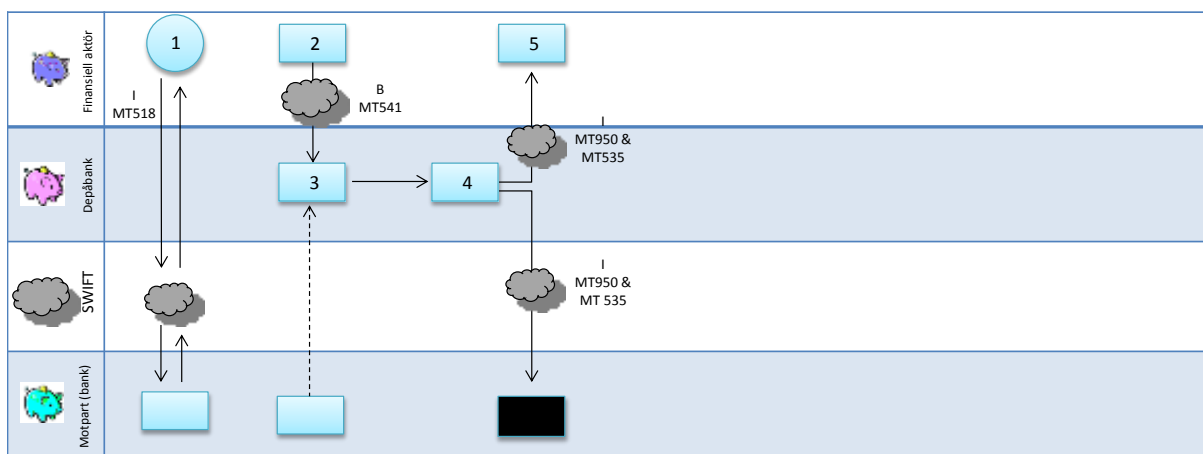 Finansiell aktör
1
2
5
I
MT518
B
MT541
I
MT950 &
MT535
Depåbank
3
4
SWIFT
I
MT950 &
MT 535
Motpart (bank)